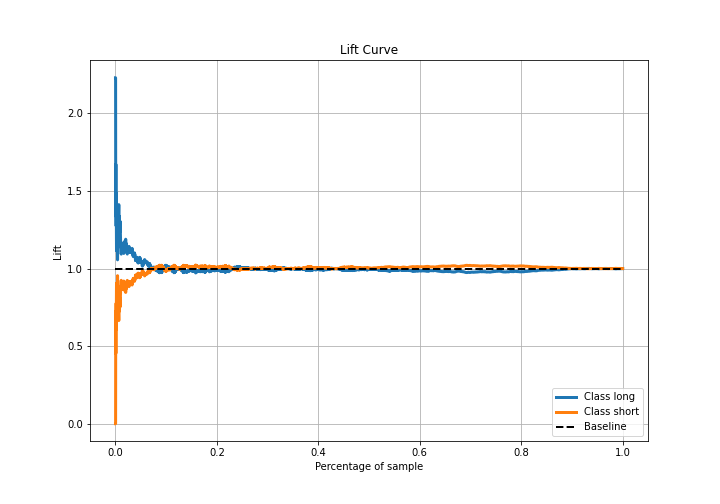 Lift Curve
Lift
2.0
1.5
1.0
0.5
0.0
0.0 0.2 0.4 0.6 0.8 1.0
Percentage of sample
Class long
Class short
Baseline